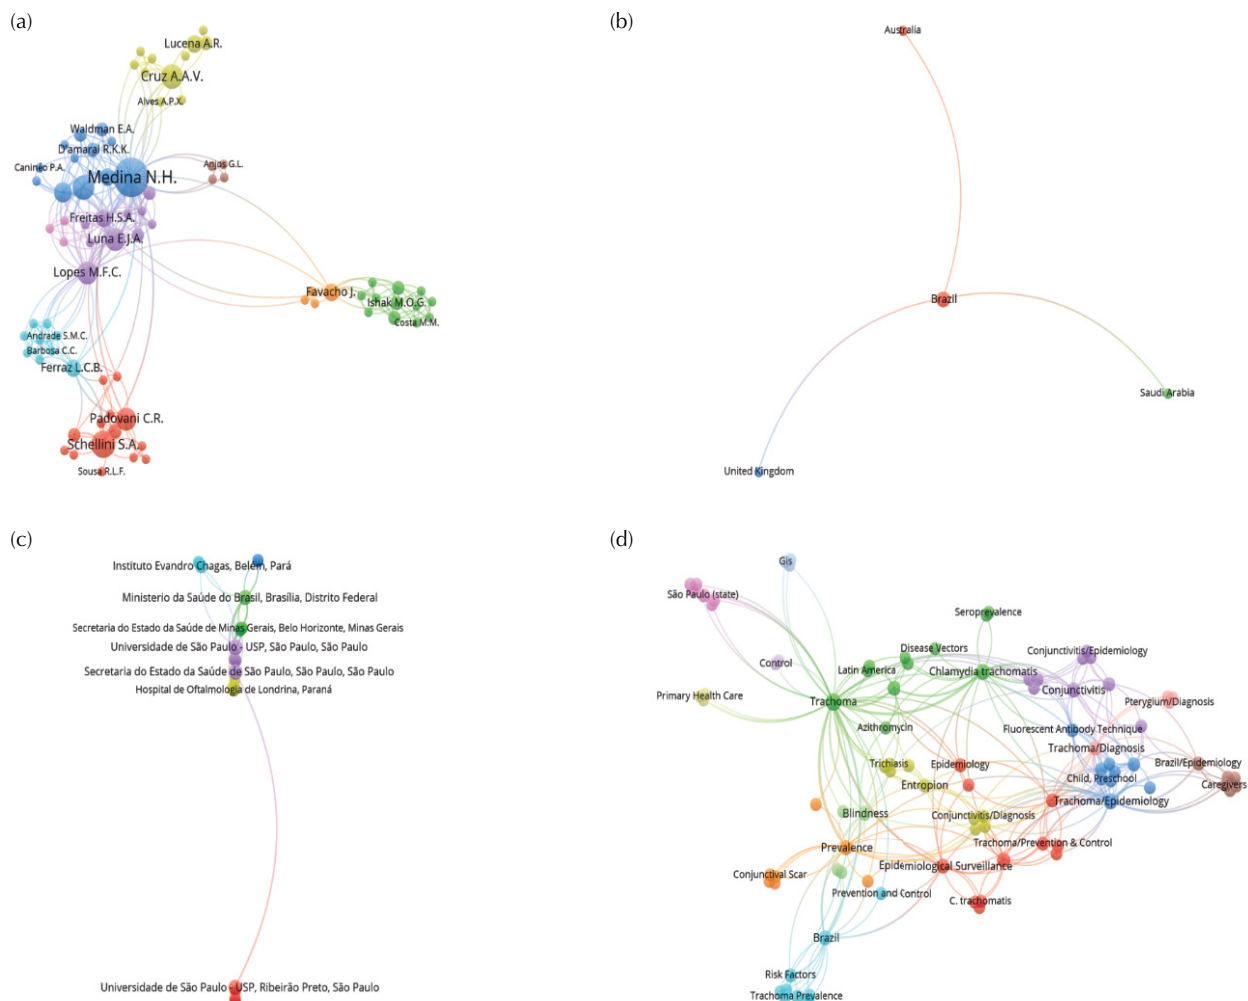 (a)
Lucena A.R.
Cruz A.A.V.
Alves A.P.X.
Waldman E.A.
D'amaral R.K.K.
Caninéo P.A.
Medina N.H.
Anjos G.L.
Freitas H.S.A.
Luna E.J.A.
Lopes M.F.C.
Favacho J.
Ishak M.O.G.
Costa M.M.
Andrade S.M.C.
Barbosa C.C.
Ferraz L.C.B.
Padovani C.R.
Schellini S.A.
Sousa R.L.F.
(b)
Australia
Brazil
Saudi Arabia
United Kingdom
(c)
Instituto Evandro Chagas, Belém, Pará
Ministerio da Saúde do Brasil, Brasília, Distrito Federal
Secretaria do Estado da Saúde de Minas Gerais, Belo Horizonte, Minas Gerais
Universidade de São Paulo - USP, São Paulo, São Paulo
Secretaria do Estado da Saúde de São Paulo, São Paulo, São Paulo
Hospital de Oftalmologia de Londrina, Paraná
Universidade de São Paulo - USP, Ribeirão Preto, São Paulo
(d)
Gis
São Paulo (state)
Seroprevalence
Disease Vectors
Conjunctivitis/Epidemiology
Control
Latin America
Chlamydia trachomatis
Primary Health Care
Conjunctivitis
Trachoma
Pterygium/Diagnosis
Azithromycin
Fluorescent Antibody Technique
Trachoma/Diagnosis
Trichiasis
Epidemiology
Brazil/Epidemiology
Child, Preschool
Entropion
Caregivers
Trachoma/Epidemiology
Blindness
Conjunctivitis/Diagnosis
Prevalence
Trachoma/Prevention & Control
Epidemiological Surveillance
Conjunctival Scar
Prevention and Control
C. trachomatis
Brazil
Risk Factors
Trachoma Prevalence